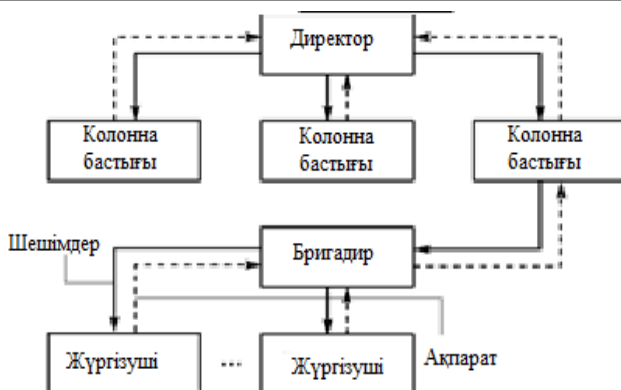 Директор
Колонна
бастығы
Колонна
бастығы
Колонна
бастығы
Шешімдер
Бригадир
Жүргізуші
...
Жүргізуші
Ақпарат